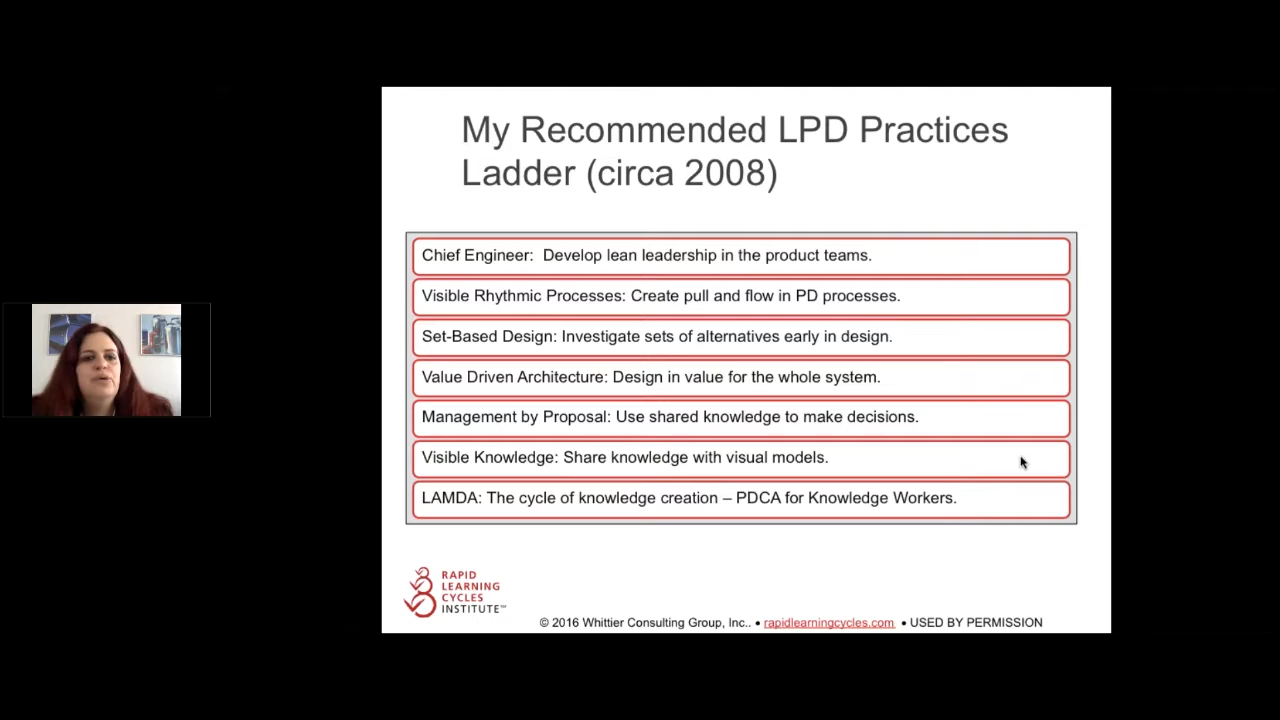 My Recommended LPD Practices
Ladder (circa 2008)
Chief Engineer:  Develop lean leadership in the product teams.
Visible Rhythmic Processes: Create pull and flow in PD processes.
Set-Based Design: Investigate sets of alternatives early in design.
Value Driven Architecture: Design in value for the whole system.
Management by Proposal: Use shared knowledge to make decisions.
Visible Knowledge: Share knowledge with visual models.
LAMDA: The cycle of knowledge creation – PDCA for Knowledge Workers.
RAPID
LEARNING
CYCLES
INSTITUTE™
© 2016 Whittier Consulting Group, Inc.. • rapidlearningcycles.com • USED BY PERMISSION